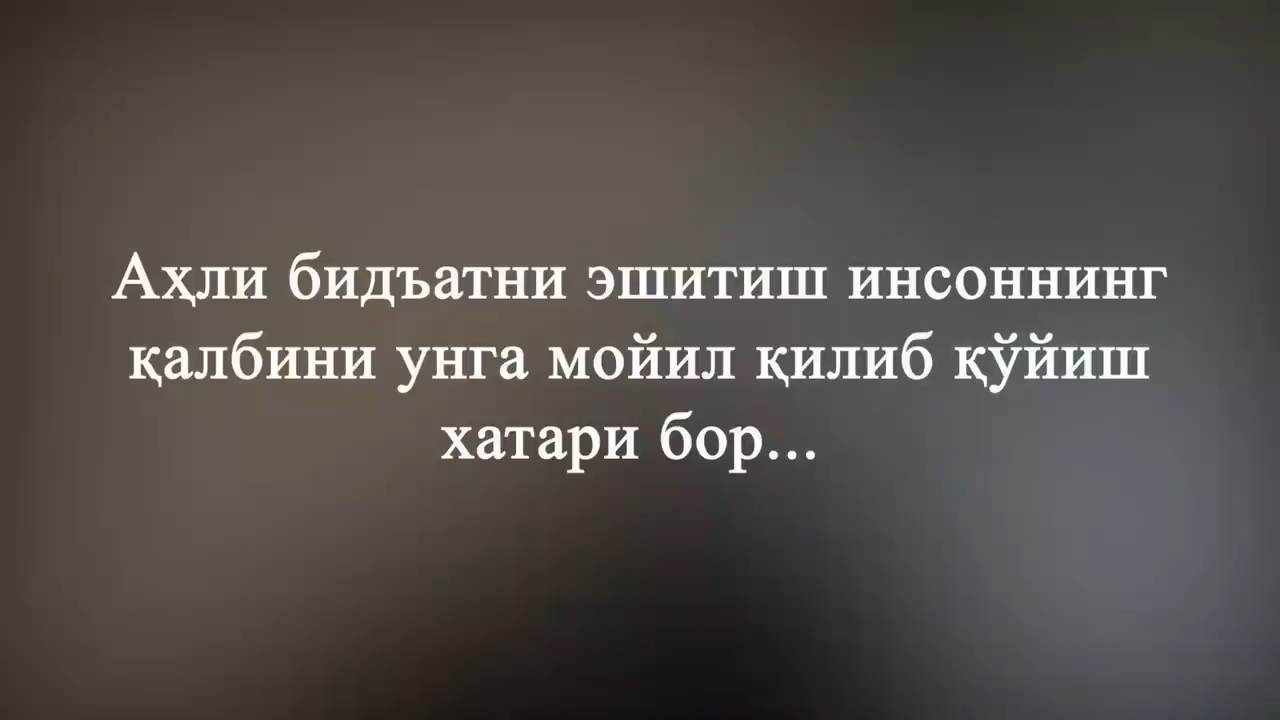 Аҳли бидъатни эшитиш инсоннинг
қалбини унга мойил қилиб қўйиш
хатари бор...